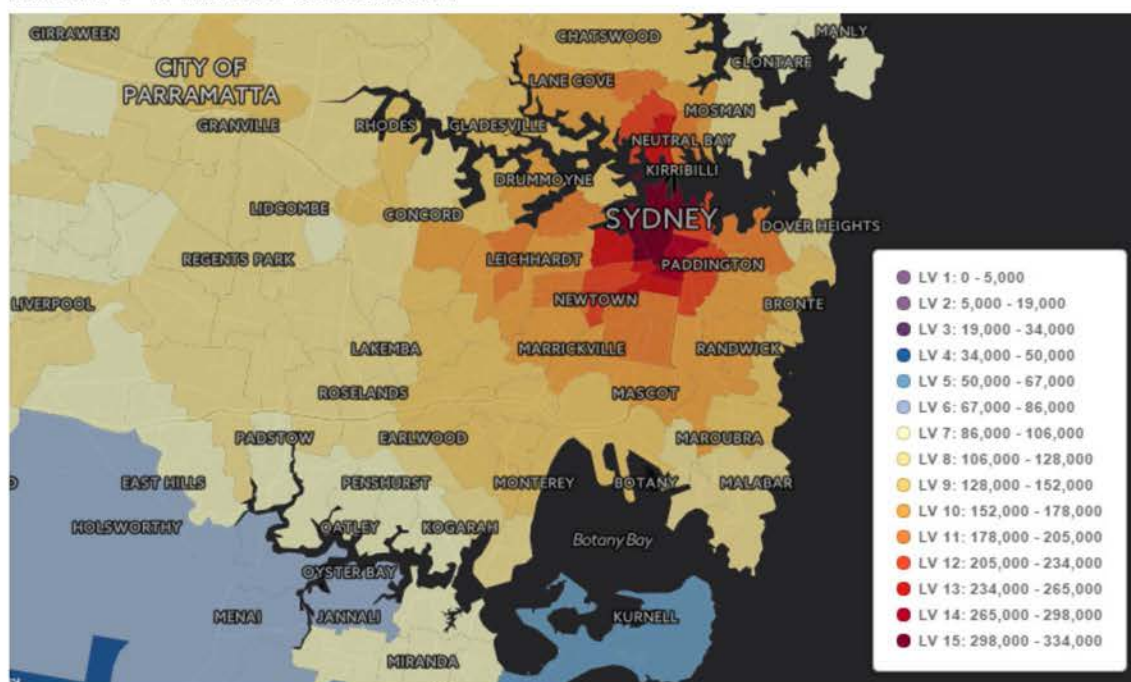 GIRRAWEEN
CHATSWOOD
MANLY
CLONTARF
CITY OF
PARRAMATTA
LANE COVE
MOSMAN
GRANVILLE
RHODES
GLADESVILLE
NEUTRAL BAY
KIRRIBILLI
DRUMMOYNE
LIDCOMBE
CONCORD
SYDNEY
DOVER HEIGHTS
REGENTS PARK
LEICHHARDT
PADDINGTON
LIVERPOOL
NEWTOWN
BRONTE
LAKEMBA
MARRICKVILLE
RANDWICK
ROSELANDS
MASCOT
PADSTOW
EARLWOOD
MAROUBRA
EAST HILLS
PENSHURST
MONTEREY
BOTANY
MALABAR
HOLSWORTHY
OATLEY
KOGARAH
Botany Bay
OYSTER BAY
MENAI
JANNALI
KURNELL
MIRANDA
LV 1: 0 - 5,000
LV 2: 5,000 - 19,000
LV 3: 19,000 - 34,000
LV 4: 34,000 - 50,000
LV 5: 50,000 - 67,000
LV 6: 67,000 - 86,000
LV 7: 86,000 - 106,000
LV 8: 106,000 - 128,000
LV 9: 128,000 - 152,000
LV 10: 152,000 - 178,000
LV 11: 178,000 - 205,000
LV 12: 205,000 - 234,000
LV 13: 234,000 - 265,000
LV 14: 265,000 - 298,000
LV 15: 298,000 - 334,000